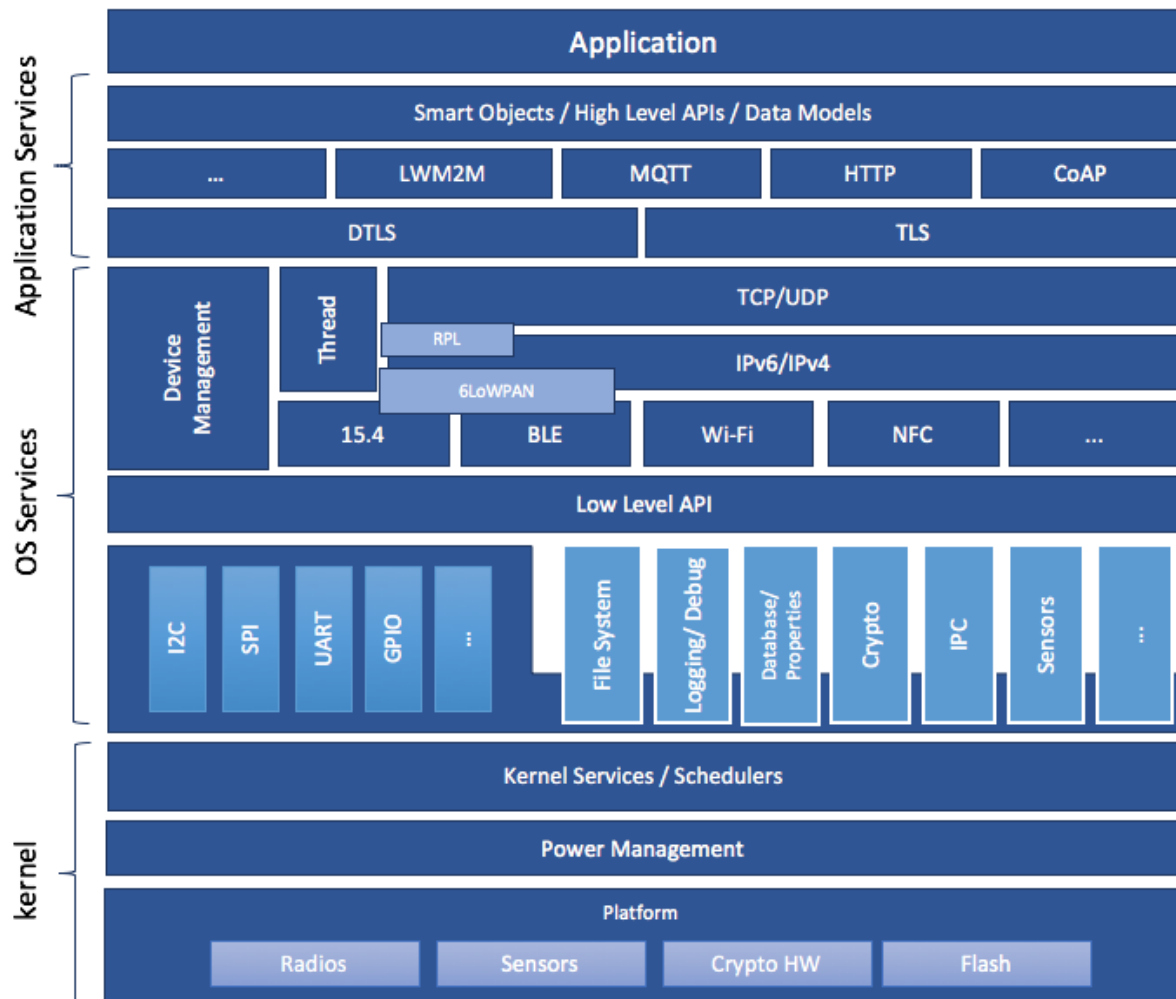 Application
Application Services
Smart Objects / High Level APIs / Data Models
...
LWM2M
MQTT
HTTP
CoAP
DTLS
TLS
OS Services
Device
Management
Thread
TCP/UDP
RPL
IPv6/IPv4
6LoWPAN
15.4
BLE
Wi-Fi
NFC
...
Low Level API
I2C
SPI
UART
GPIO
...
File System
Logging/ Debug
Database/
Properties
Crypto
IPC
Sensors
...
kernel
Kernel Services / Schedulers
Power Management
Platform
Radios
Sensors
Crypto HW
Flash